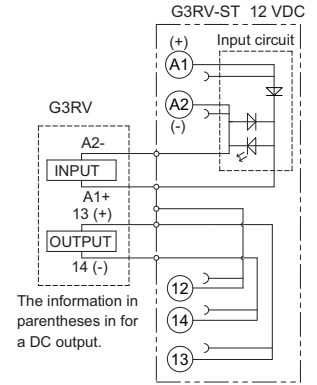 G3RV-ST 12 VDC
(+)
Input circuit
A1
A2
(-)
G3RV
A2-
INPUT
A1+
13 (+)
OUTPUT
14 (-)
12
14
13
The information in
parentheses in for
a DC output.